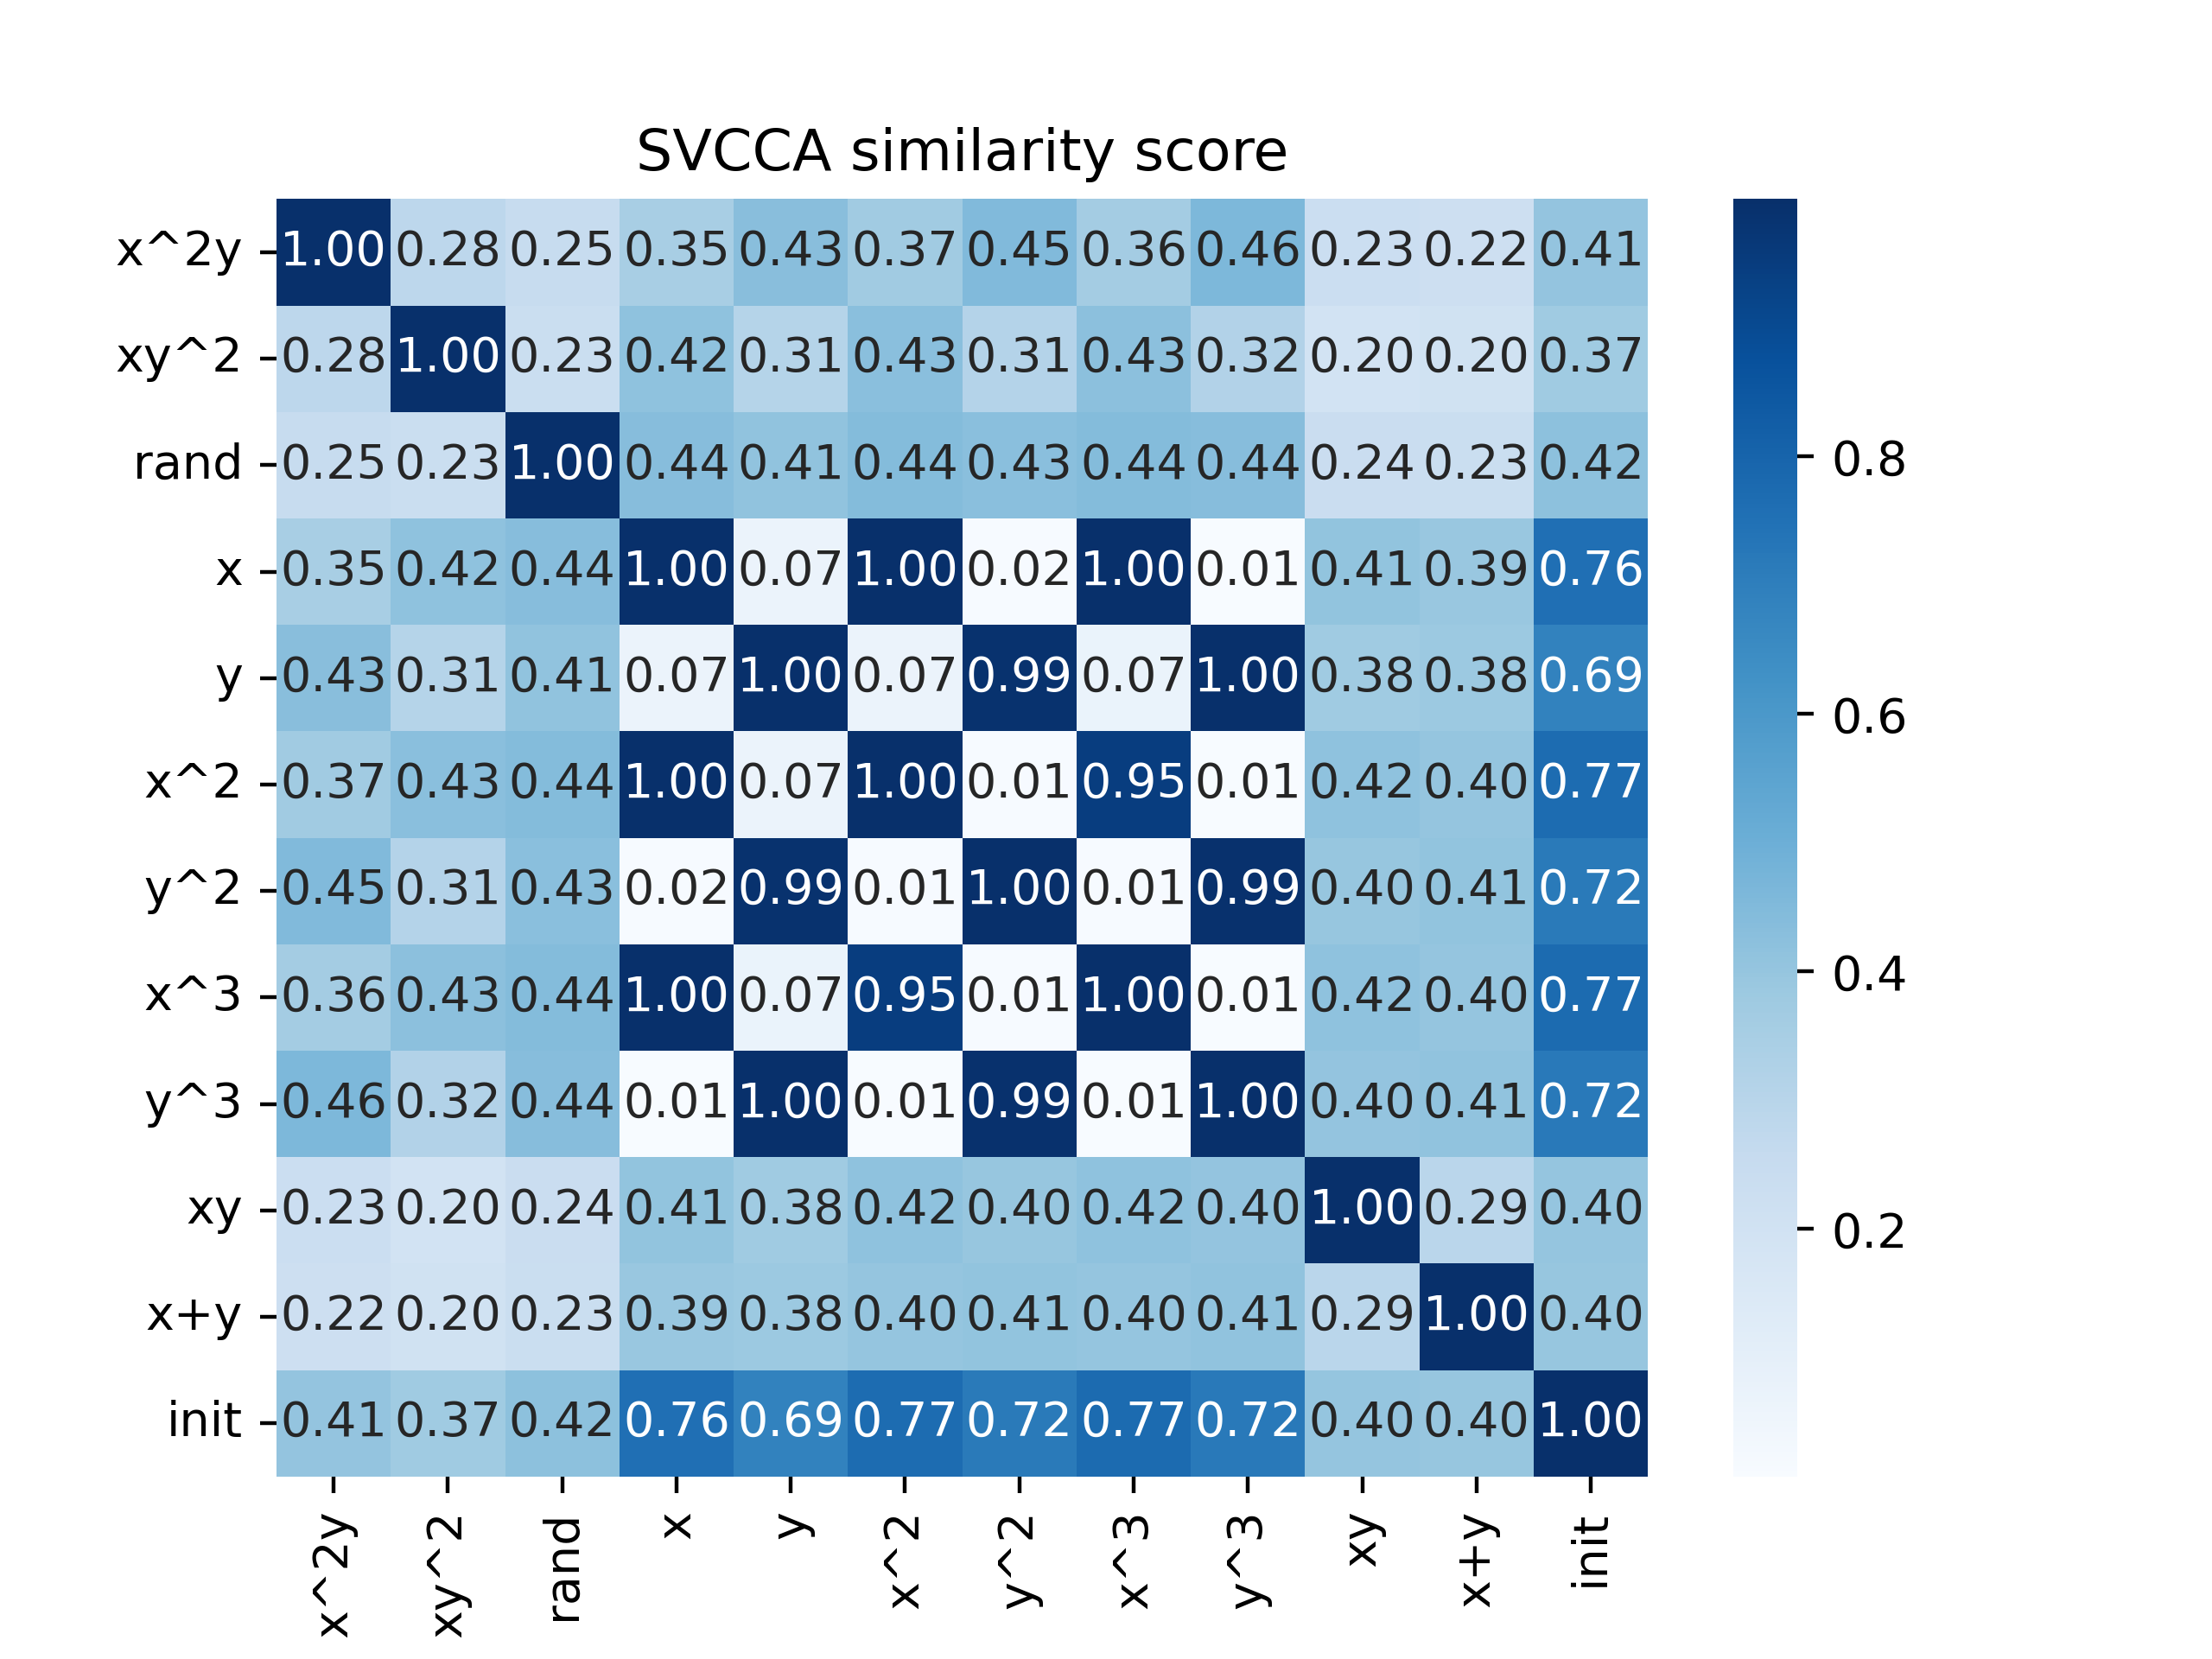 SVCCA similarity score
x^2y 1.00 0.28 0.25 0.35 0.43 0.37 0.45 0.36 0.46 0.23 0.22 0.41
xy^2 0.28 1.00 0.23 0.42 0.31 0.43 0.31 0.43 0.32 0.20 0.20 0.37
rand 0.25 0.23 1.00 0.44 0.41 0.44 0.43 0.44 0.44 0.24 0.23 0.42
x 0.35 0.42 0.44 1.00 0.07 1.00 0.02 1.00 0.01 0.41 0.39 0.76
y 0.43 0.31 0.41 0.07 1.00 0.07 0.99 0.07 1.00 0.38 0.38 0.69
x^2 0.37 0.43 0.44 1.00 0.07 1.00 0.01 0.95 0.01 0.42 0.40 0.77
y^2 0.45 0.31 0.43 0.02 0.99 0.01 1.00 0.01 0.99 0.40 0.41 0.72
x^3 0.36 0.43 0.44 1.00 0.07 0.95 0.01 1.00 0.01 0.42 0.40 0.77
y^3 0.46 0.32 0.44 0.01 1.00 0.01 0.99 0.01 1.00 0.40 0.41 0.72
xy 0.23 0.20 0.24 0.41 0.38 0.42 0.40 0.42 0.40 1.00 0.29 0.40
x+y 0.22 0.20 0.23 0.39 0.38 0.40 0.41 0.40 0.41 0.29 1.00 0.40
init 0.41 0.37 0.42 0.76 0.69 0.77 0.72 0.77 0.72 0.40 0.40 1.00
x^2y xy^2 rand x y x^2 y^2 x^3 y^3 xy x+y init
0.8
0.6
0.4
0.2